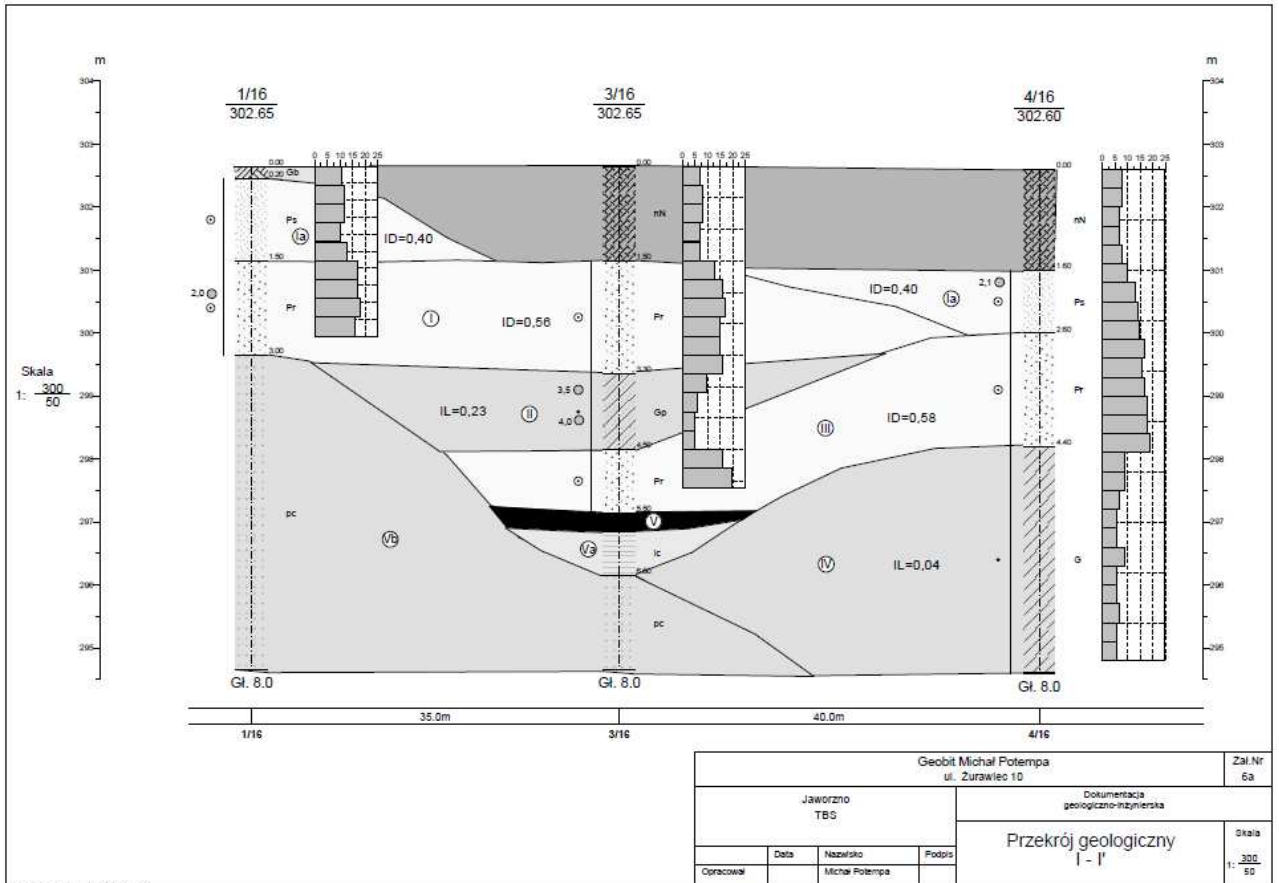 m
m
304
303
302
301
300
299
298
297
296
295
304
303
302
301
300
299
298
297
296
295
1/16
302.65
3/16
302.65
4/16
302.60
0 5 10 15 20 25
0 5 10 15 20 25
0 5 10 15 20 25
0.00
0.20
Gb
Ps
Ia
ID=0,40
1.50
2,0
Pr
I
ID=0,56
3.00
Skala
1: 300
50
IL=0,23
II
3,5
4,0
pc
Vb
0.00
nN
1.50
Pr
3.30
Gp
4.50
Pr
5.50
V
Va
Ic
pc
0.00
nN
1.60
ID=0,40
Ia
2,1
Ps
2.60
Pr
ID=0,58
III
4.40
IV
IL=0,04
G
Gł. 8.0
Gł. 8.0
Gł. 8.0
35.0m
40.0m
1/16
3/16
4/16
Geobit Michał Potempa
ul. Żurawiec 10
Zał.Nr
6a
Jaworzno
TBS
Dokumentacja
geologiczno-inżynierska
Przekrój geologiczny
I - I'
Skala
1: 300
50
Data
Nazwisko
Podpis
Opracował
Michał Potempa